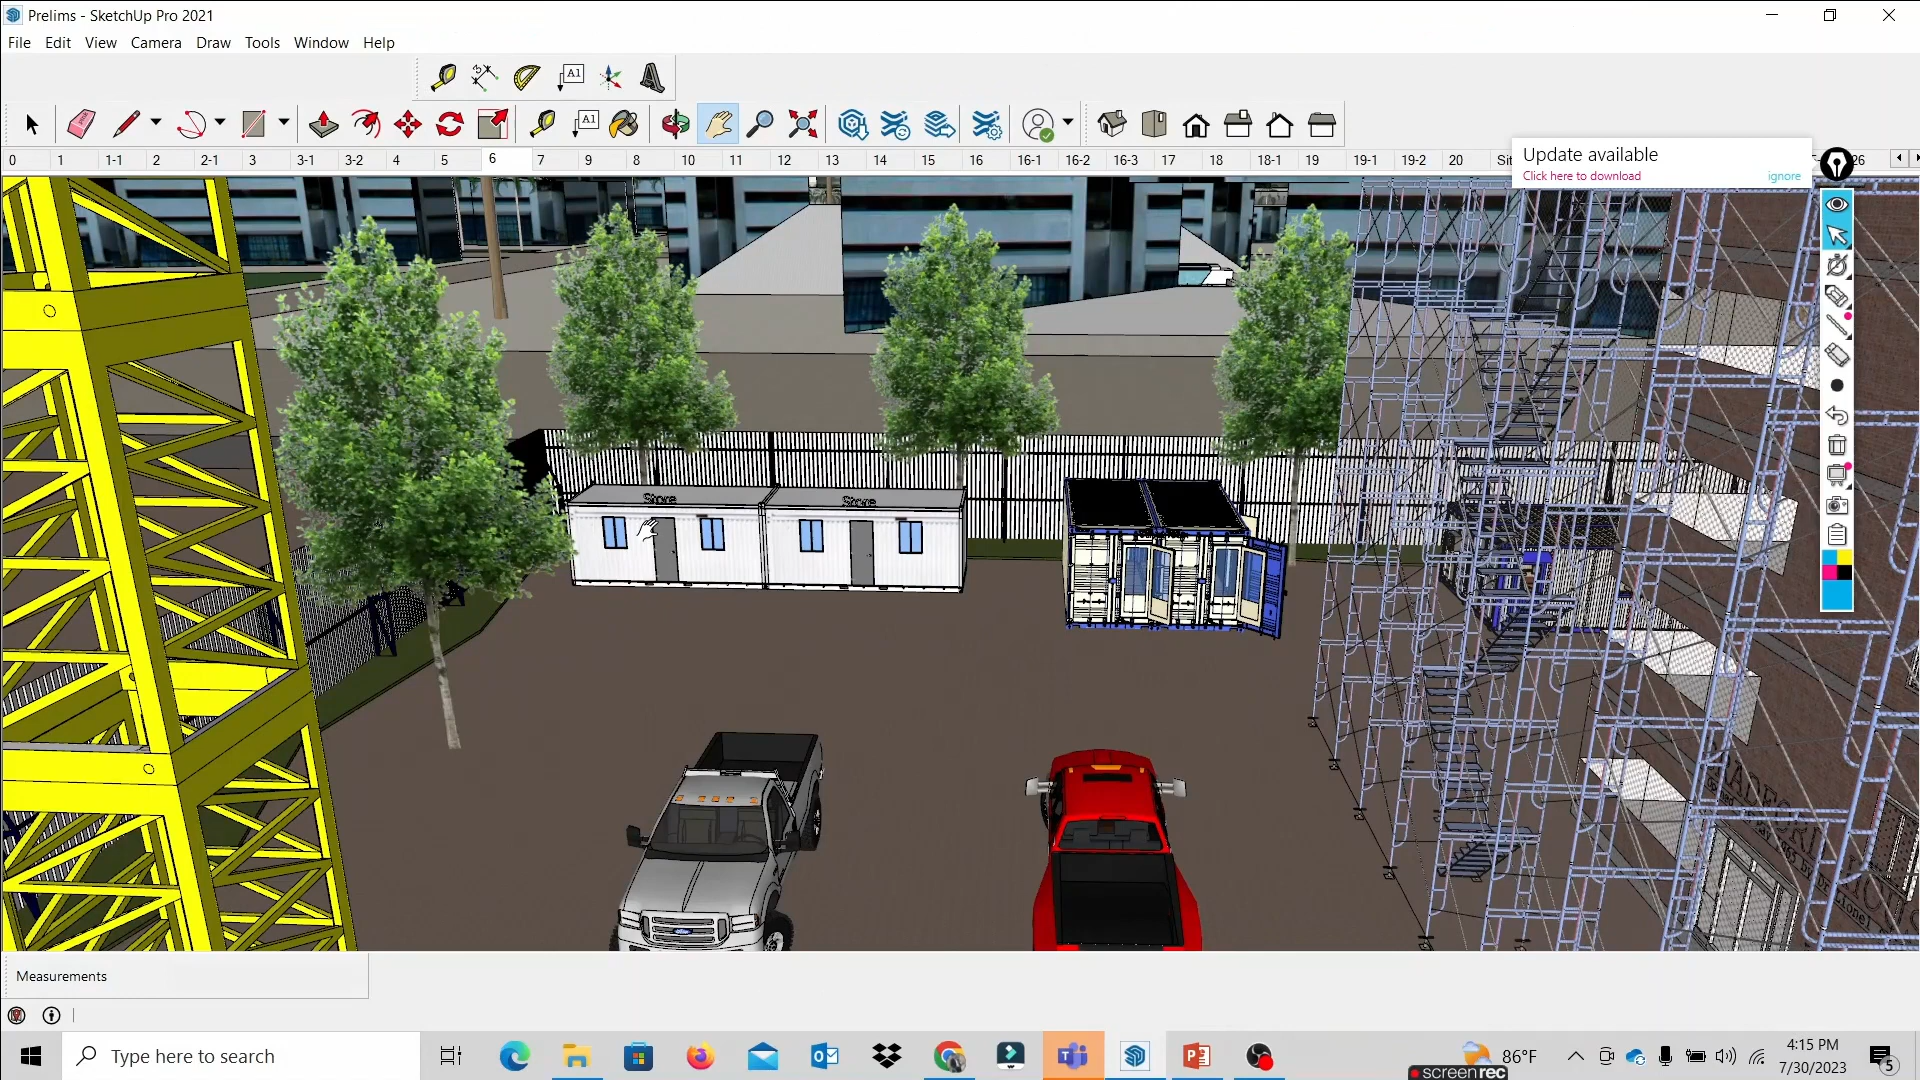 Prelims - SketchUp Pro 2021
File Edit View Camera Draw Tools Window Help
A1
A1
0 1 1-1 2 2-1 3 3-1 3-2 4 5 6 7 9 8 10 11 12 13 14 15 16 16-1 16-2 16-3 17 18 18-1 19 19-1 19-2 20 26
Update available
Click here to download ignore
Store Store
Measurements
Type here to search
86°F
4:15 PM
7/30/2023
5
screenrec